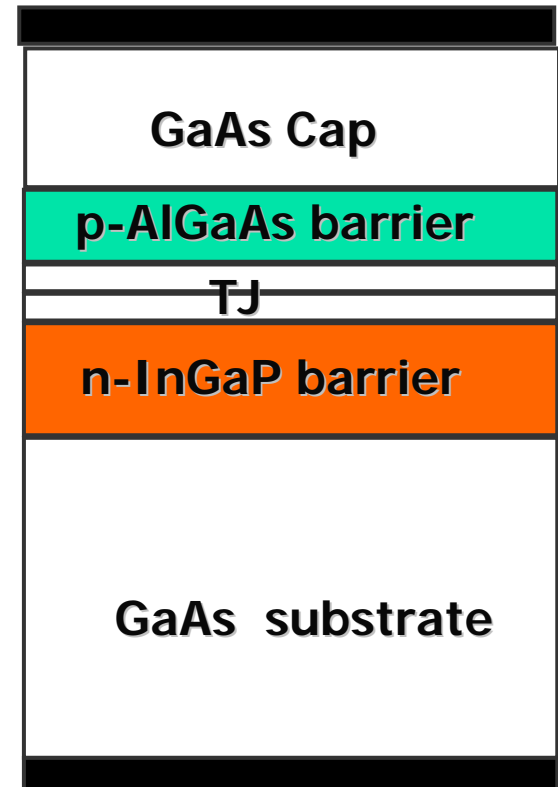 GaAs Cap
p-AlGaAs barrier
TJ
n-InGaP barrier
GaAs substrate